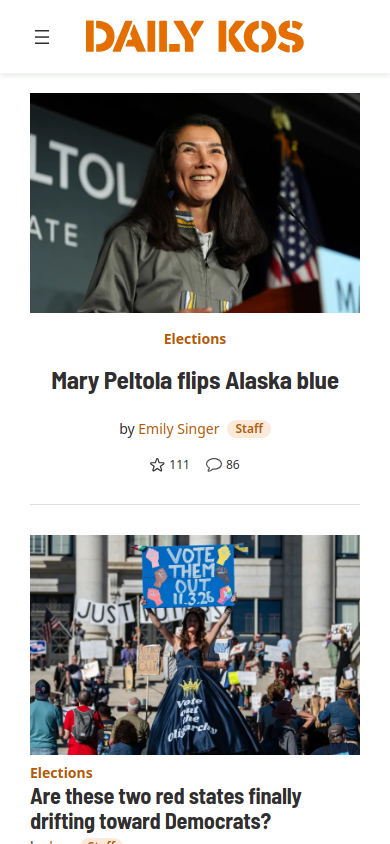 DAILY KOS
LTOL
ATE
Elections
Mary Peltola flips Alaska blue
by Emily Singer Staff
111 86
VOTE
THEM
OUT
11.3.26
JUST
Vote
out
the
Oligarchy
Elections
Are these two red states finally
drifting toward Democrats?